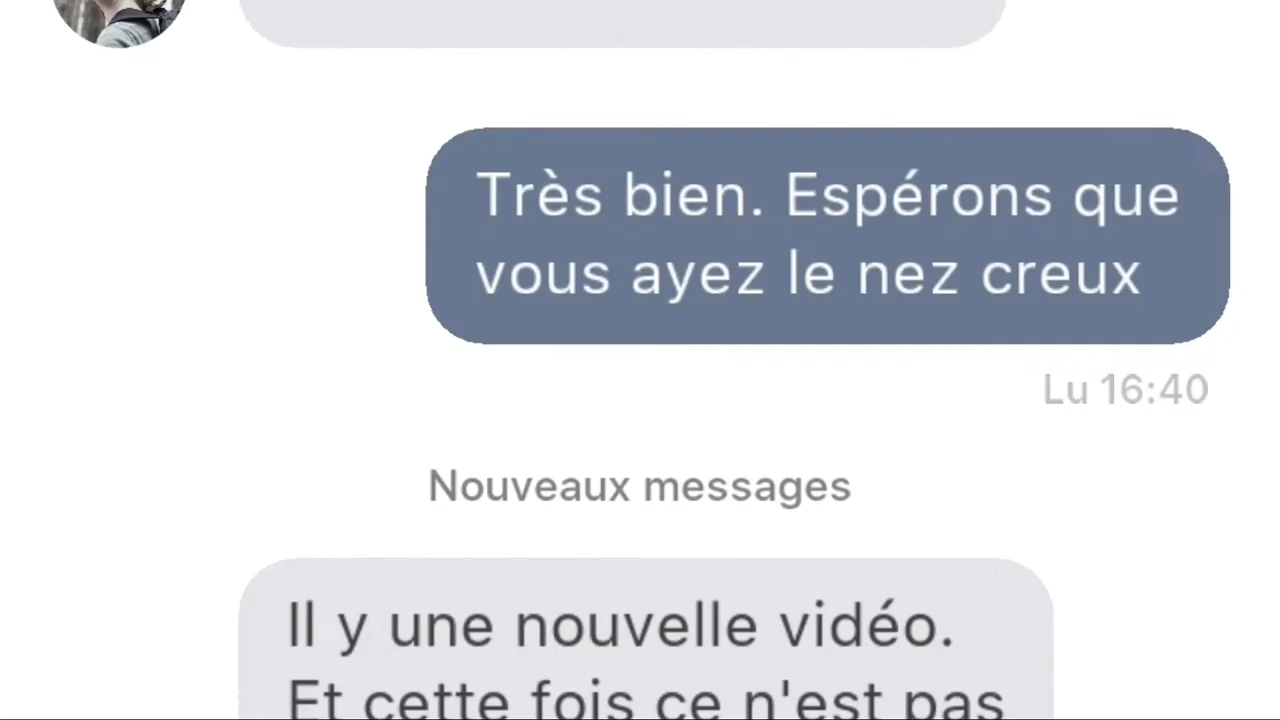 Très bien. Espérons que
vous ayez le nez creux
Lu 16:40
Nouveaux messages
Il y une nouvelle vidéo.
Et cette fois ce n'est pas